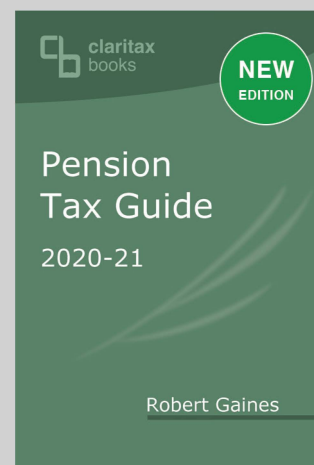 claritax
books
NEW
EDITION
Pension
Tax Guide
2020-21
Robert Gaines